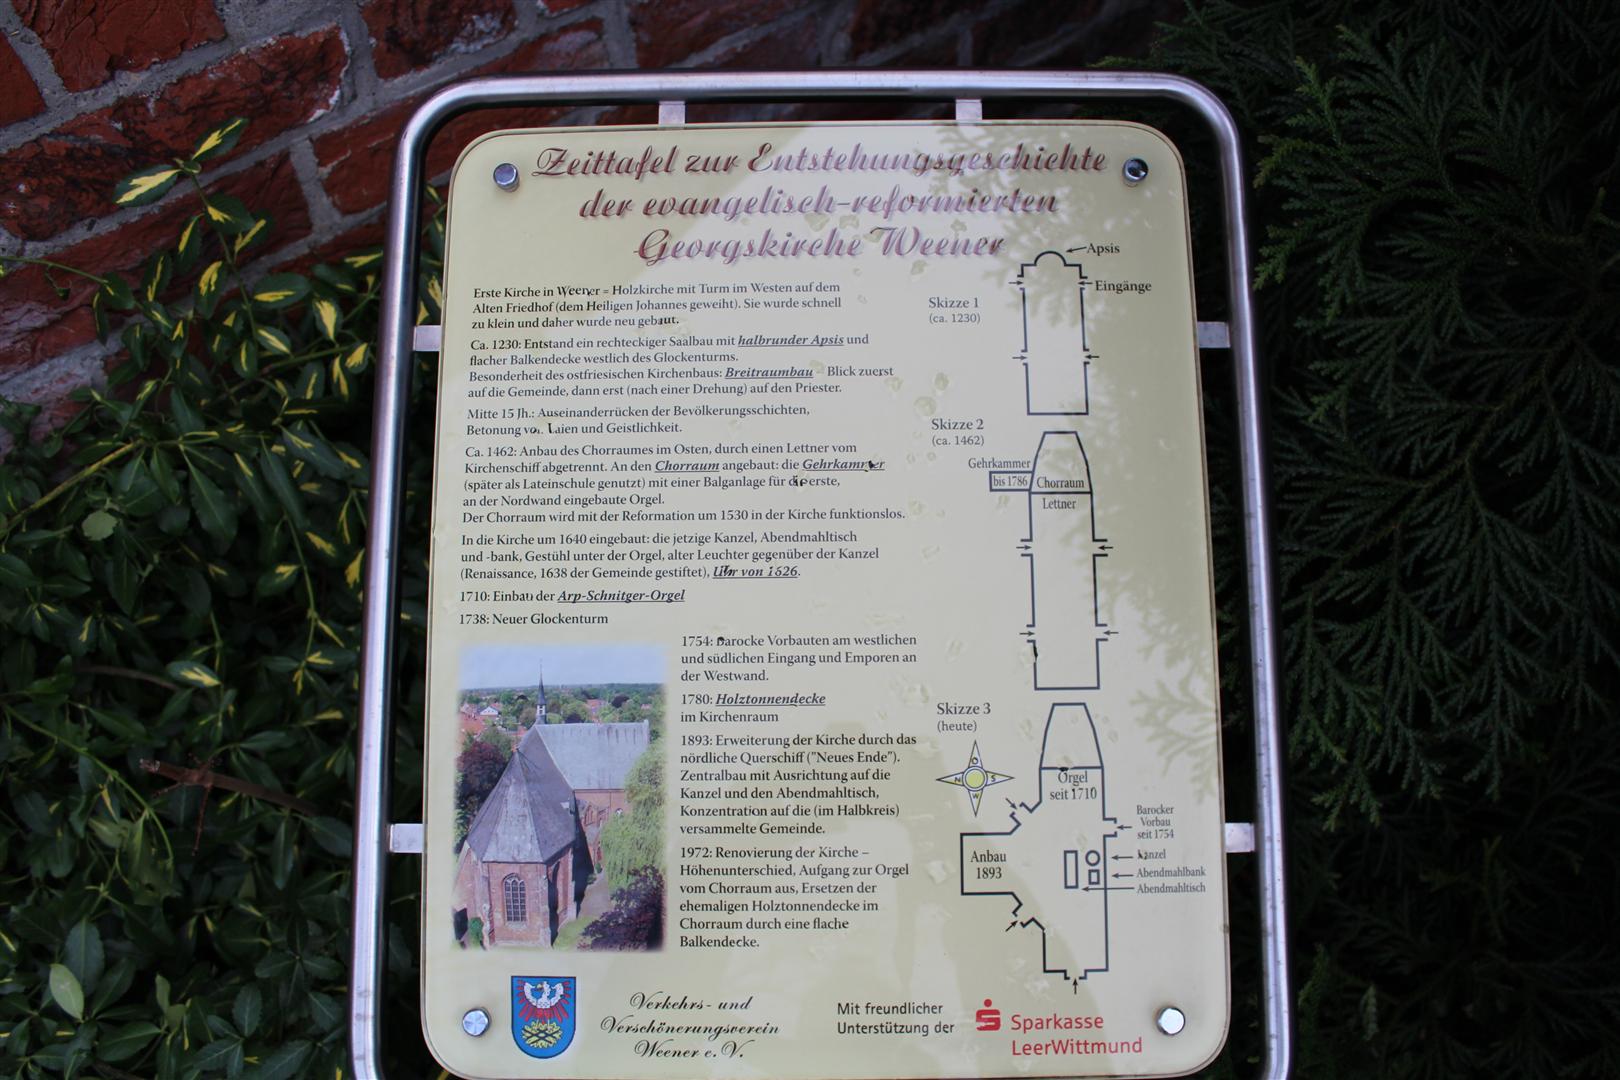 Zeittafel zur Entstehungsgeschichte
der evangelisch-reformierten
Georgskirche Weener
Erste Kirche in Weener = Holzkirche mit Turm im Westen auf dem
Alten Friedhof (dem Heiligen Johannes geweiht). Sie wurde schnell
zu klein und daher wurde neu gebaut.
Ca. 1230: Entstand ein rechteckiger Saalbau mit halbrunder Apsis und
flacher Balkendecke westlich des Glockenturms.
Besonderheit des ostfriesischen Kirchenbaus: Breitraumbau – Blick zuerst
auf die Gemeinde, dann erst (nach einer Drehung) auf den Priester.
Mitte 15 Jh.: Auseinanderrücken der Bevölkerungsschichten,
Betonung von Laien und Geistlichkeit.
Ca. 1462: Anbau des Chorraumes im Osten, durch einen Lettner vom
Kirchenschiff abgetrennt. An den Chorraum angebaut: die Gehrkammer
(später als Lateinschule genutzt) mit einer Balganlage für die erste,
an der Nordwand eingebaute Orgel.
Der Chorraum wird mit der Reformation um 1530 in der Kirche funktionslos.
In die Kirche um 1640 eingebaut: die jetzige Kanzel, Abendmahltisch
und -bank, Gestühl unter der Orgel, alter Leuchter gegenüber der Kanzel
(Renaissance, 1638 der Gemeinde gestiftet), Uhr von 1626.
1710: Einbau der Arp-Schnitger-Orgel
1738: Neuer Glockenturm
1754: Barocke Vorbauten am westlichen
und südlichen Eingang und Emporen an
der Westwand.
1780: Holztonnendecke
im Kirchenraum
1893: Erweiterung der Kirche durch das
nördliche Querschiff ("Neues Ende").
Zentralbau mit Ausrichtung auf die
Kanzel und den Abendmahltisch,
Konzentration auf die (im Halbkreis)
versammelte Gemeinde.
1972: Renovierung der Kirche –
Höhenunterschied, Aufgang zur Orgel
vom Chorraum aus, Ersetzen der
ehemaligen Holztonnendecke im
Chorraum durch eine flache
Balkendecke.
Skizze 1
(ca. 1230)
Apsis
Eingänge
Skizze 2
(ca. 1462)
Gehrkammer
bis 1786
Chorraum
Lettner
Skizze 3
(heute)
O
N S
W
Orgel
seit 1710
Barocker
Vorbau
seit 1754
Anbau
1893
Kanzel
Abendmahlbank
Abendmahltisch
Verkehrs- und
Verschönerungsverein
Weener e. V.
Mit freundlicher
Unterstützung der
Sparkasse
LeerWittmund